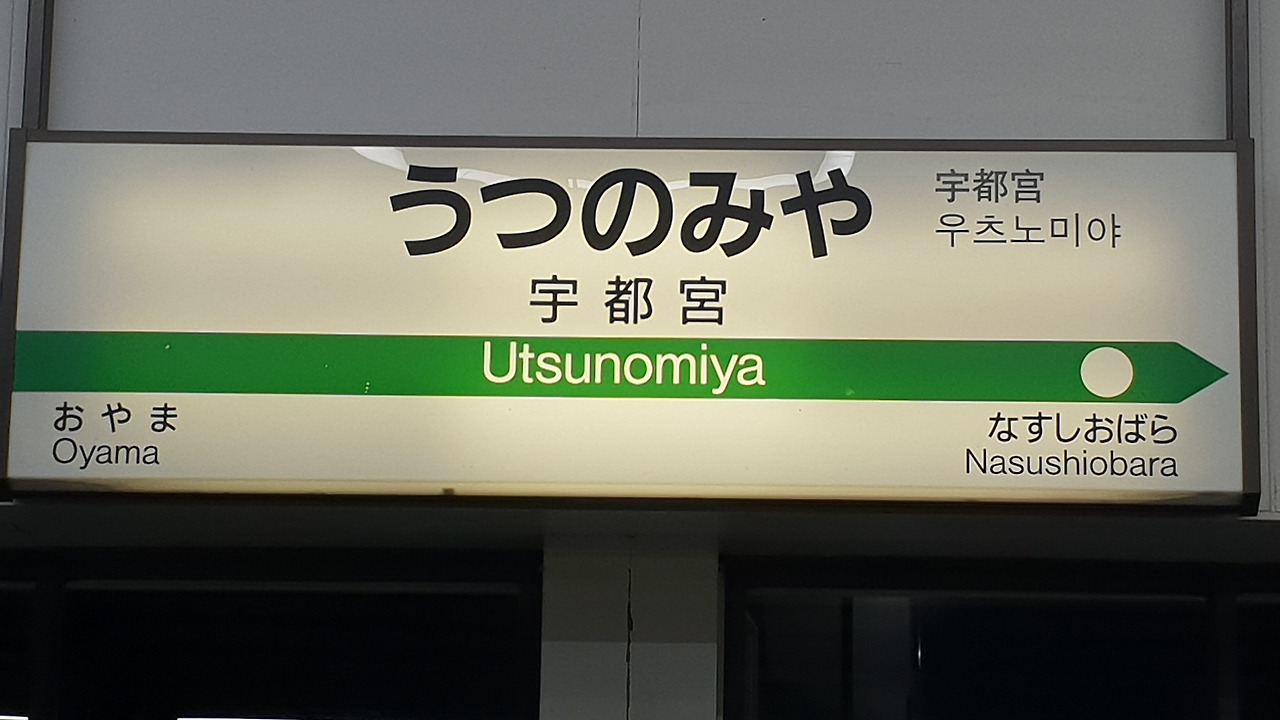 うつのみや
宇都宮
우츠노미야
宇都宮
Utsunomiya
おやま
Oyama
なすしおばら
Nasushiobara